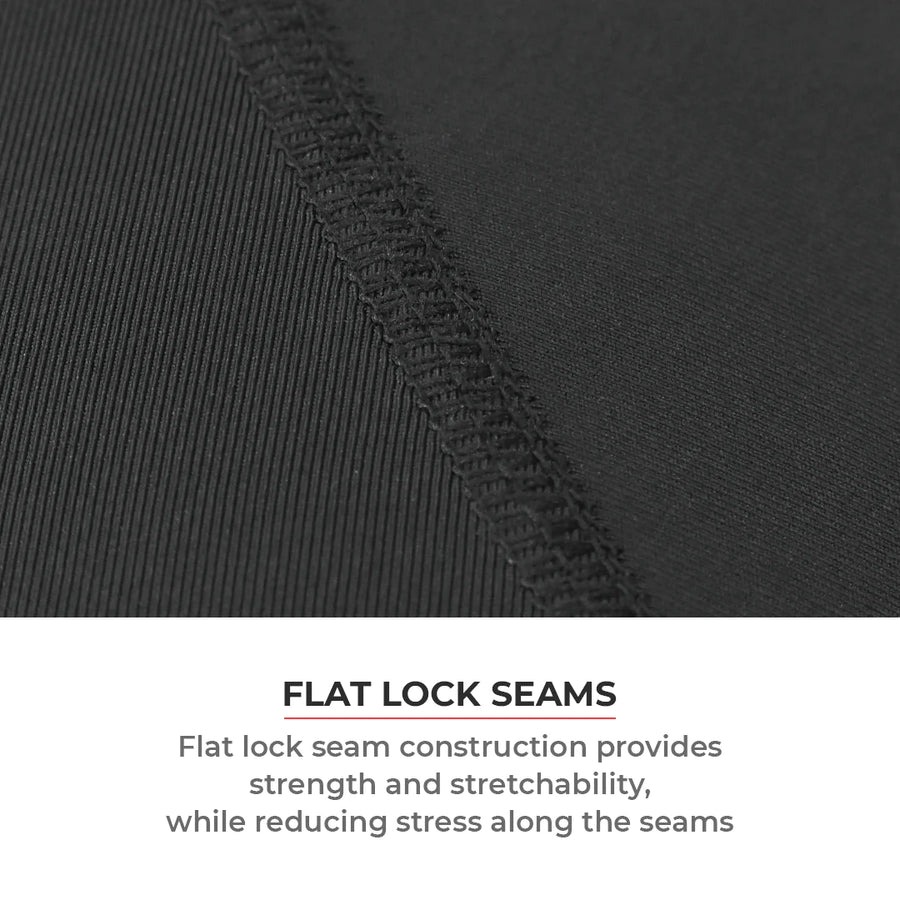 FLAT LOCK SEAMS
Flat lock seam construction provides
strength and stretchability,
while reducing stress along the seams